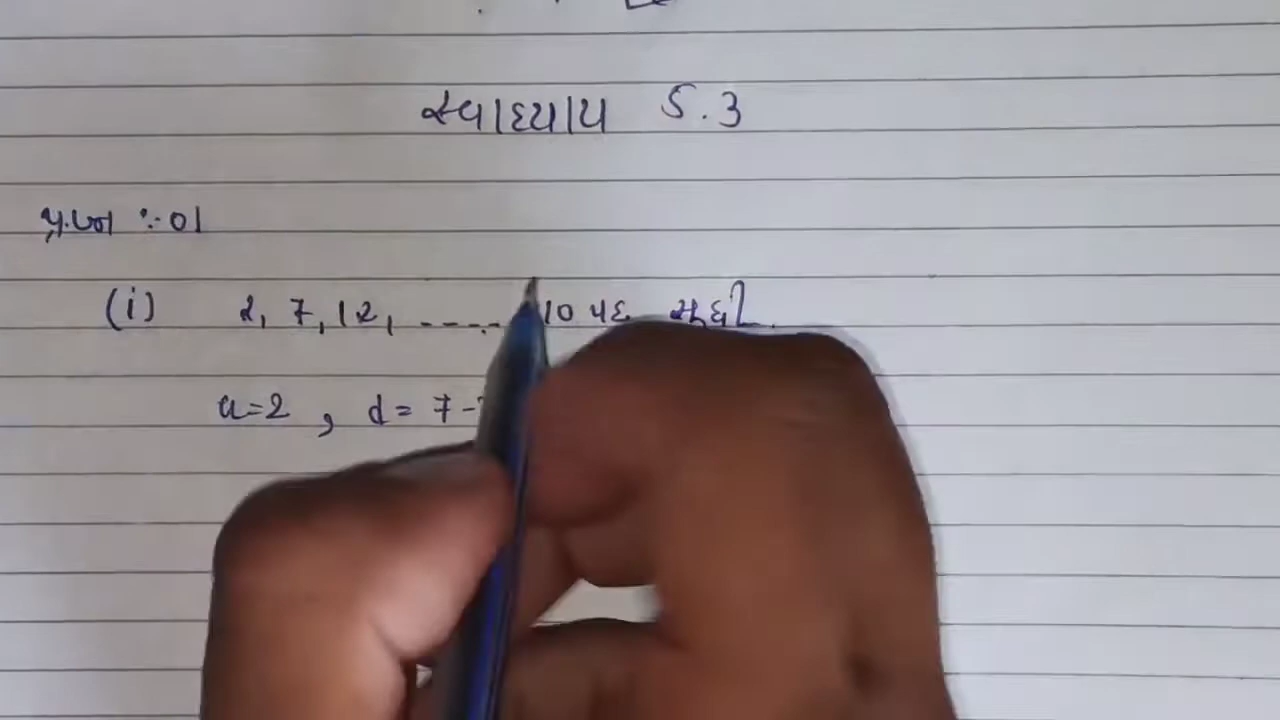 સ્વાધ્યાય 5.3
પ્રશ્ન :- 01
(i) 2, 7, 12, ----- 10 પદ સુધી.
a=2 , d= 7-